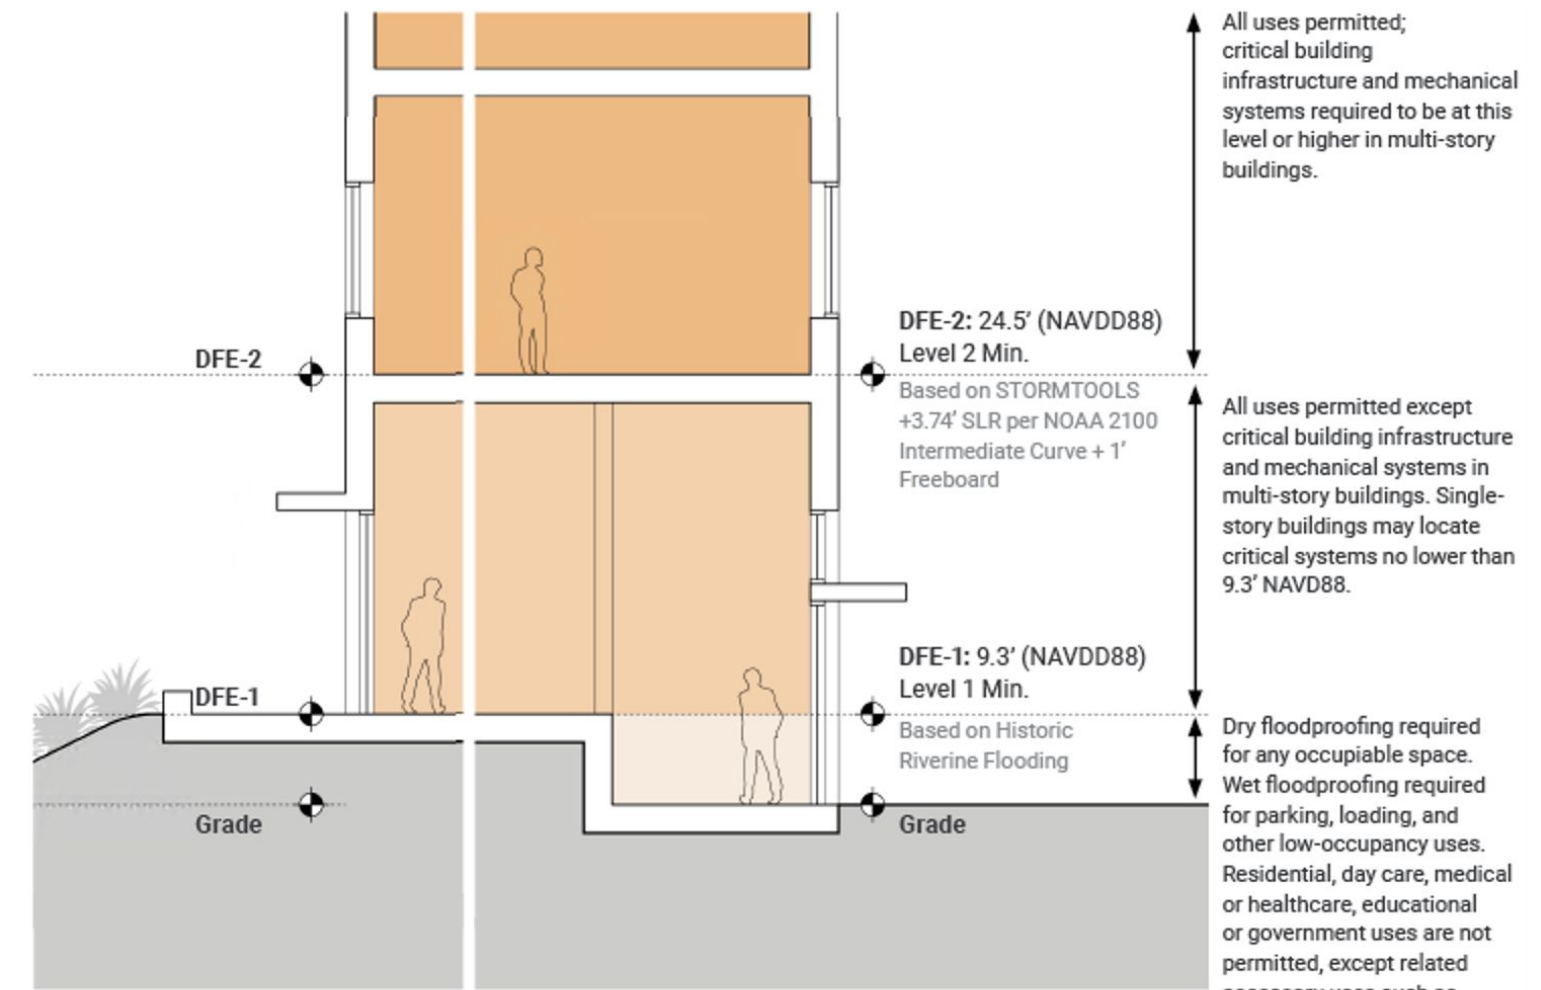 All uses permitted;
critical building
infrastructure and mechanical
systems required to be at this
level or higher in multi-story
buildings.
DFE-2
DFE-2: 24.5’ (NAVDD88)
Level 2 Min.
Based on STORMTOOLS
+3.74’ SLR per NOAA 2100
Intermediate Curve + 1’
Freeboard
All uses permitted except
critical building infrastructure
and mechanical systems in
multi-story buildings. Single-
story buildings may locate
critical systems no lower than
9.3’ NAVD88.
DFE-1
DFE-1: 9.3’ (NAVDD88)
Level 1 Min.
Based on Historic
Riverine Flooding
Dry floodproofing required
for any occupiable space.
Wet floodproofing required
for parking, loading, and
other low-occupancy uses.
Residential, day care, medical
or healthcare, educational
or government uses are not
permitted, except related
Grade
Grade